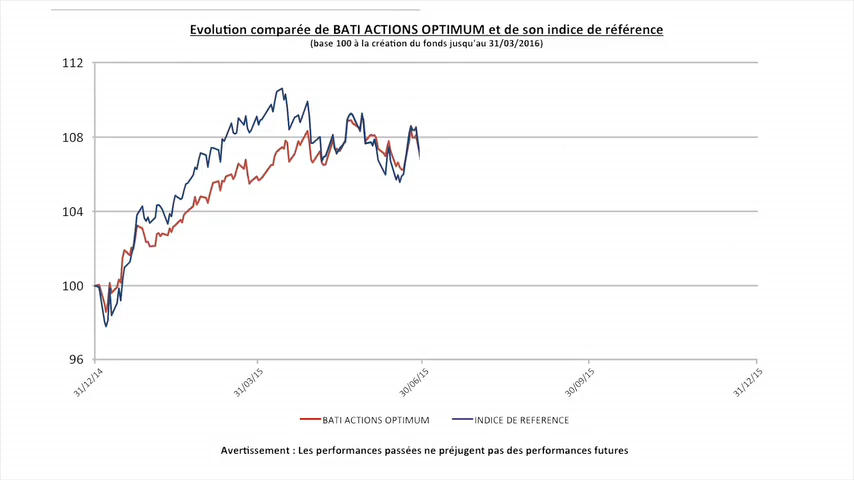 Evolution comparée de BATI ACTIONS OPTIMUM et de son indice de référence
(base 100 à la création du fonds jusqu'au 31/03/2016)
112
108
104
100
96
31/12/14
31/03/15
30/06/15
30/09/15
31/12/15
BATI ACTIONS OPTIMUM
INDICE DE REFERENCE
Avertissement : Les performances passées ne préjugent pas des performances futures